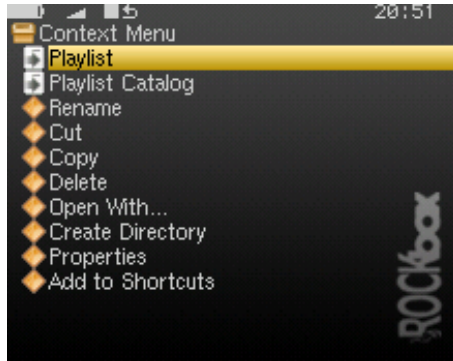 20:51
Context Menu
Playlist
Playlist Catalog
Rename
Cut
Copy
Delete
Open With...
Create Directory
Properties
Add to Shortcuts
ROCKbox